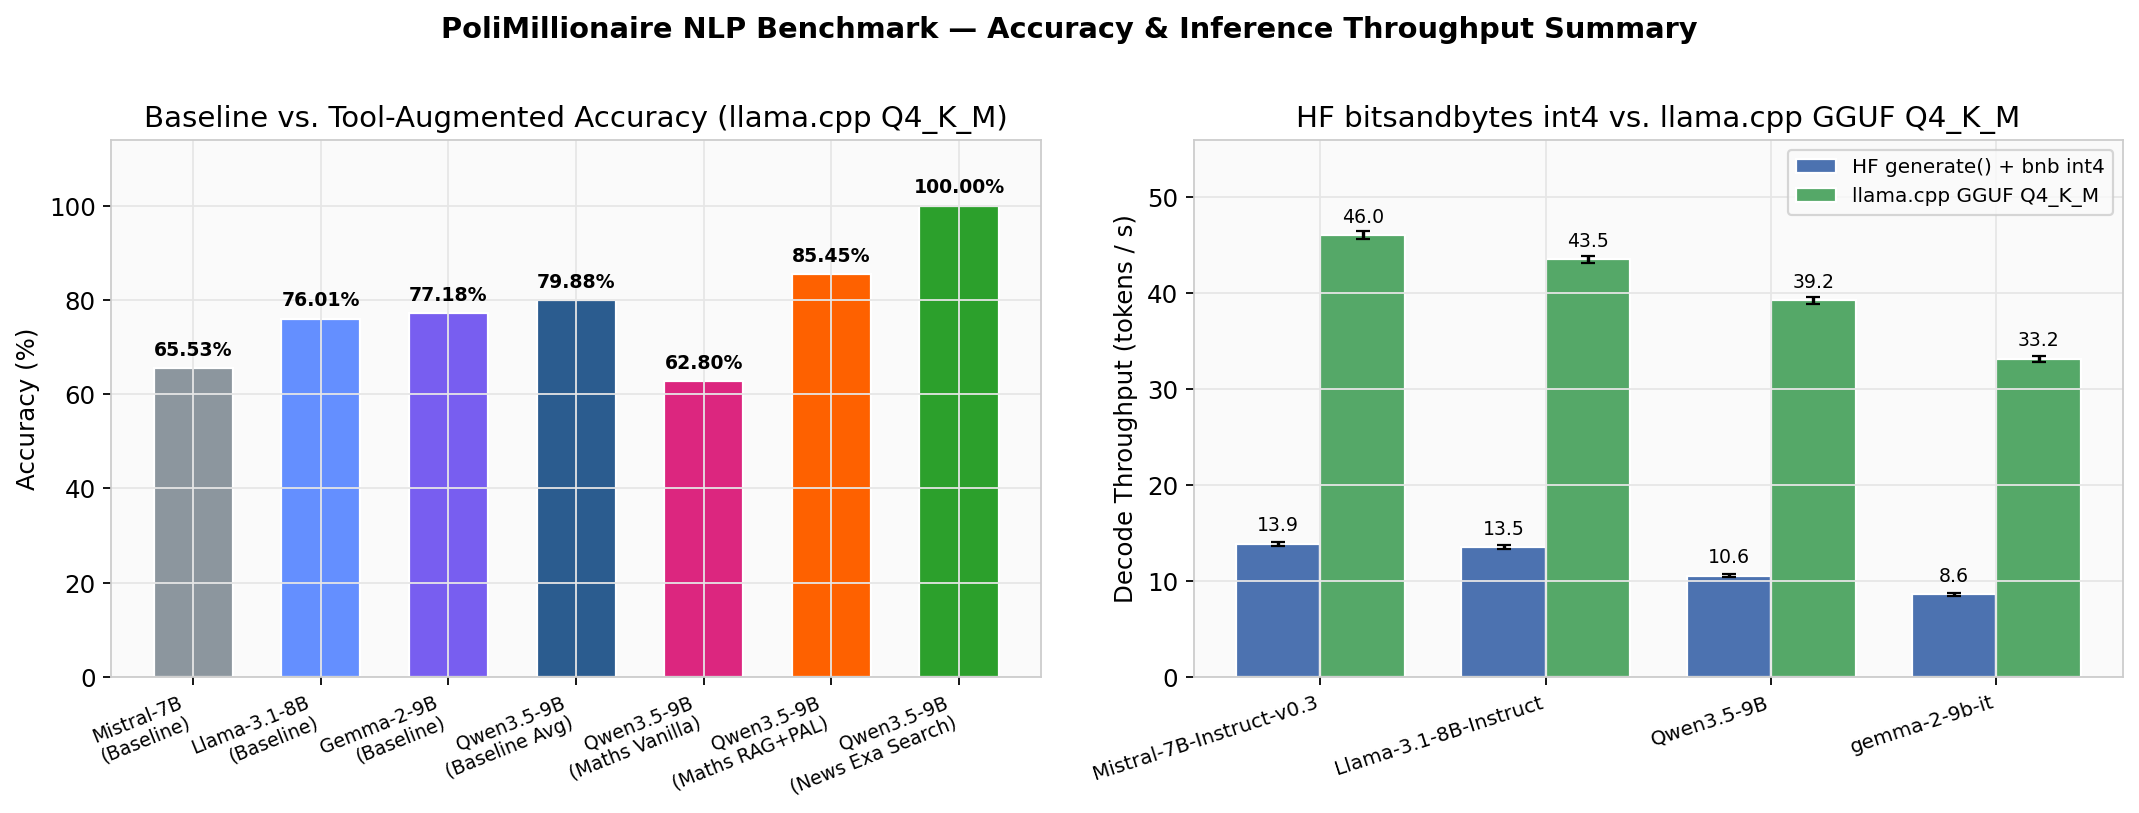 PoliMillionaire NLP Benchmark — Accuracy & Inference Throughput Summary
Baseline vs. Tool-Augmented Accuracy (llama.cpp Q4_K_M)
Accuracy (%)
100
80
60
40
20
0
65.53%
76.01%
77.18%
79.88%
62.80%
85.45%
100.00%
Mistral-7B
(Baseline)
Llama-3.1-8B
(Baseline)
Gemma-2-9B
(Baseline)
Qwen3.5-9B
(Baseline Avg)
Qwen3.5-9B
(Maths Vanilla)
Qwen3.5-9B
(Maths RAG+PAL)
Qwen3.5-9B
(News Exa Search)
HF bitsandbytes int4 vs. llama.cpp GGUF Q4_K_M
HF generate() + bnb int4
llama.cpp GGUF Q4_K_M
Decode Throughput (tokens / s)
50
40
30
20
10
0
13.9
46.0
13.5
43.5
10.6
39.2
8.6
33.2
Mistral-7B-Instruct-v0.3
Llama-3.1-8B-Instruct
Qwen3.5-9B
gemma-2-9b-it